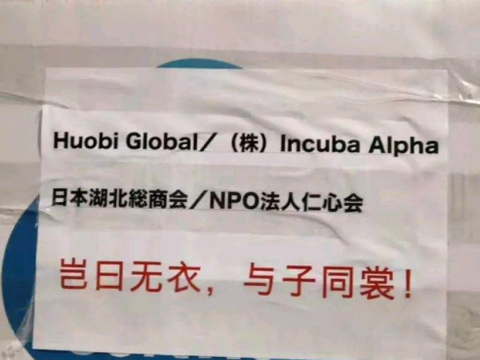 Huobi Global／（株）Incuba Alpha
日本湖北総商会／NPO法人仁心会
岂曰无衣，与子同裳！